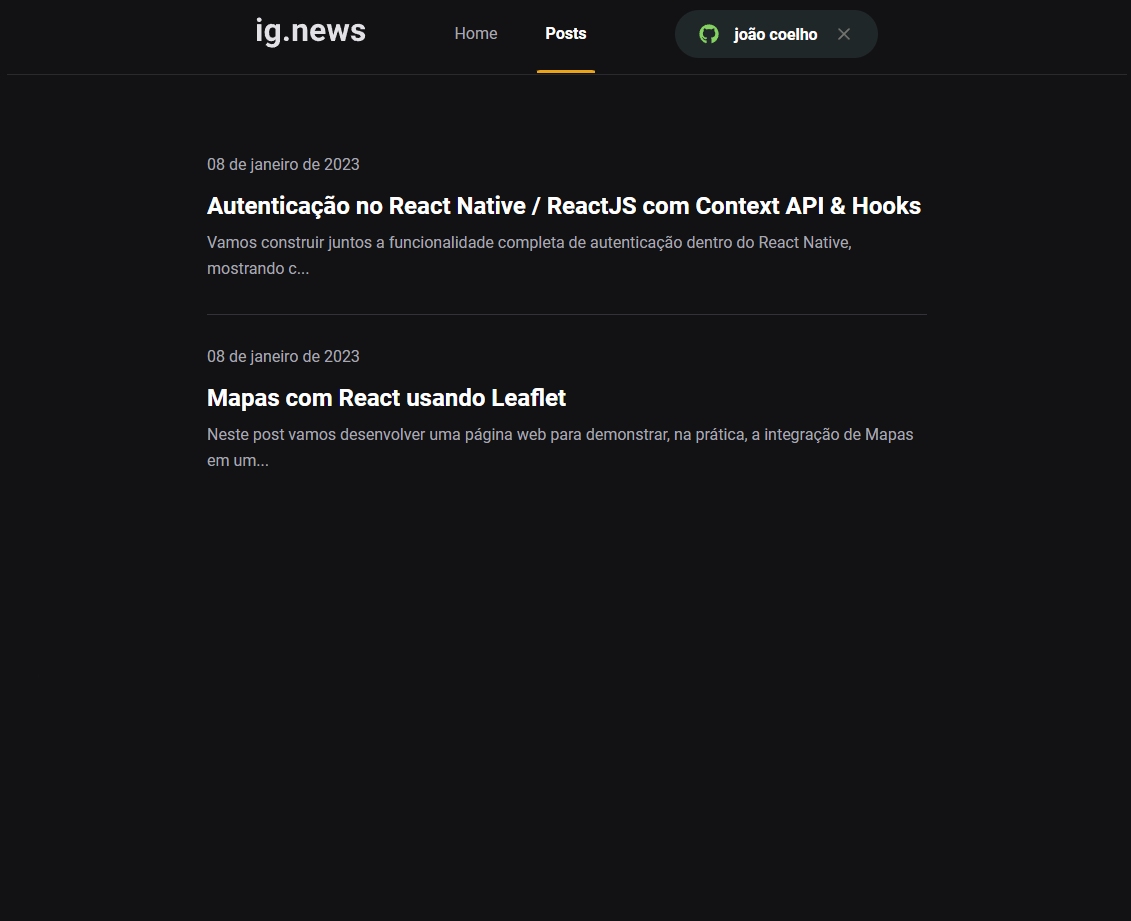 ig.news
Home
Posts
joão coelho
08 de janeiro de 2023
Autenticação no React Native / ReactJS com Context API & Hooks
Vamos construir juntos a funcionalidade completa de autenticação dentro do React Native,
mostrando c...
08 de janeiro de 2023
Mapas com React usando Leaflet
Neste post vamos desenvolver uma página web para demonstrar, na prática, a integração de Mapas
em um...